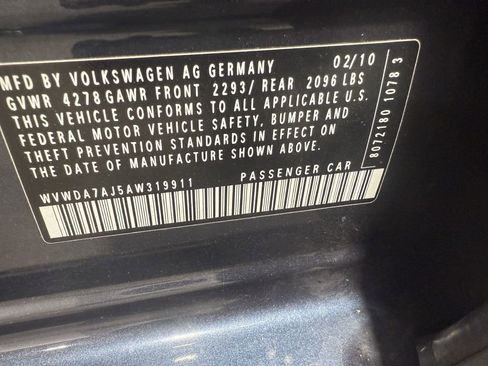 MFD BY VOLKSWAGEN AG GERMANY 02/10
GVWR 4278 GAWR FRONT 2293/ REAR 2096 LBS
THIS VEHICLE CONFORMS TO ALL APPLICABLE U.S.
FEDERAL MOTOR VEHICLE SAFETY, BUMPER AND
THEFT PREVENTION STANDARDS IN EFFECT ON
THE DATE OF MANUFACTURE SHOWN ABOVE.
WVWDA7AJ5AW319911 PASSENGER CAR
8072180 1078 3